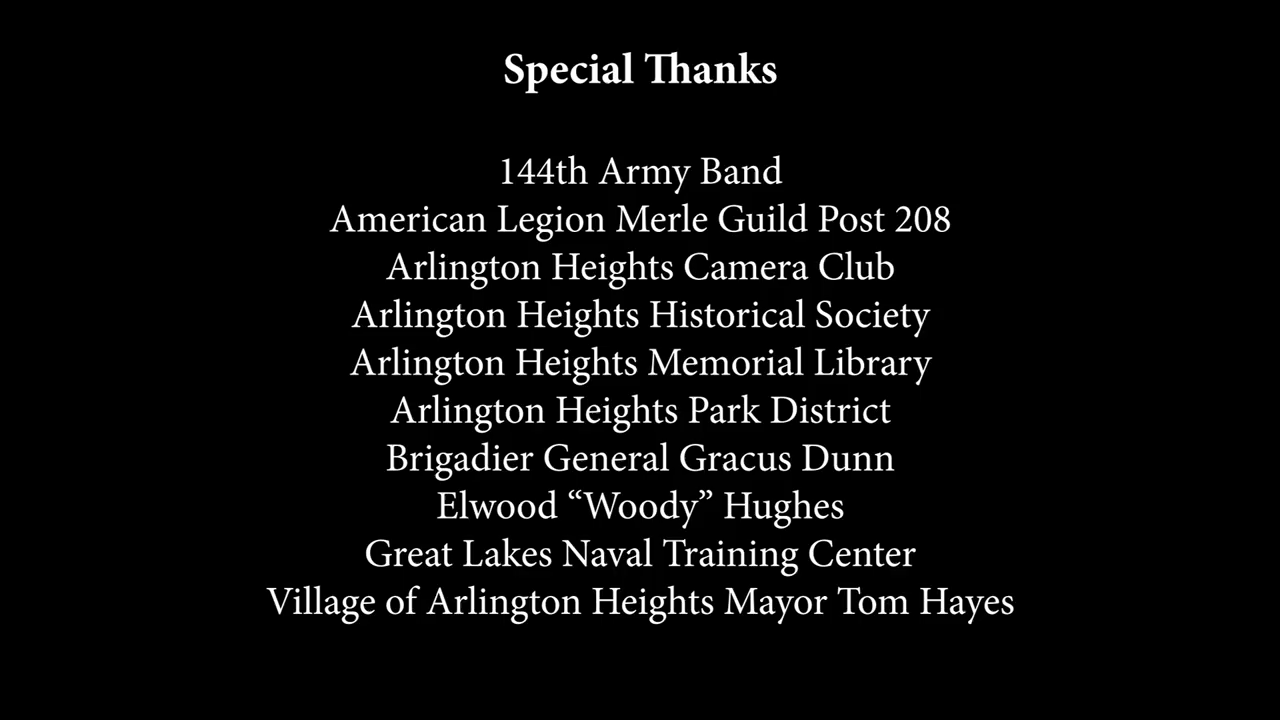 Special Thanks
144th Army Band
American Legion Merle Guild Post 208
Arlington Heights Camera Club
Arlington Heights Historical Society
Arlington Heights Memorial Library
Arlington Heights Park District
Brigadier General Gracus Dunn
Elwood “Woody” Hughes
Great Lakes Naval Training Center
Village of Arlington Heights Mayor Tom Hayes